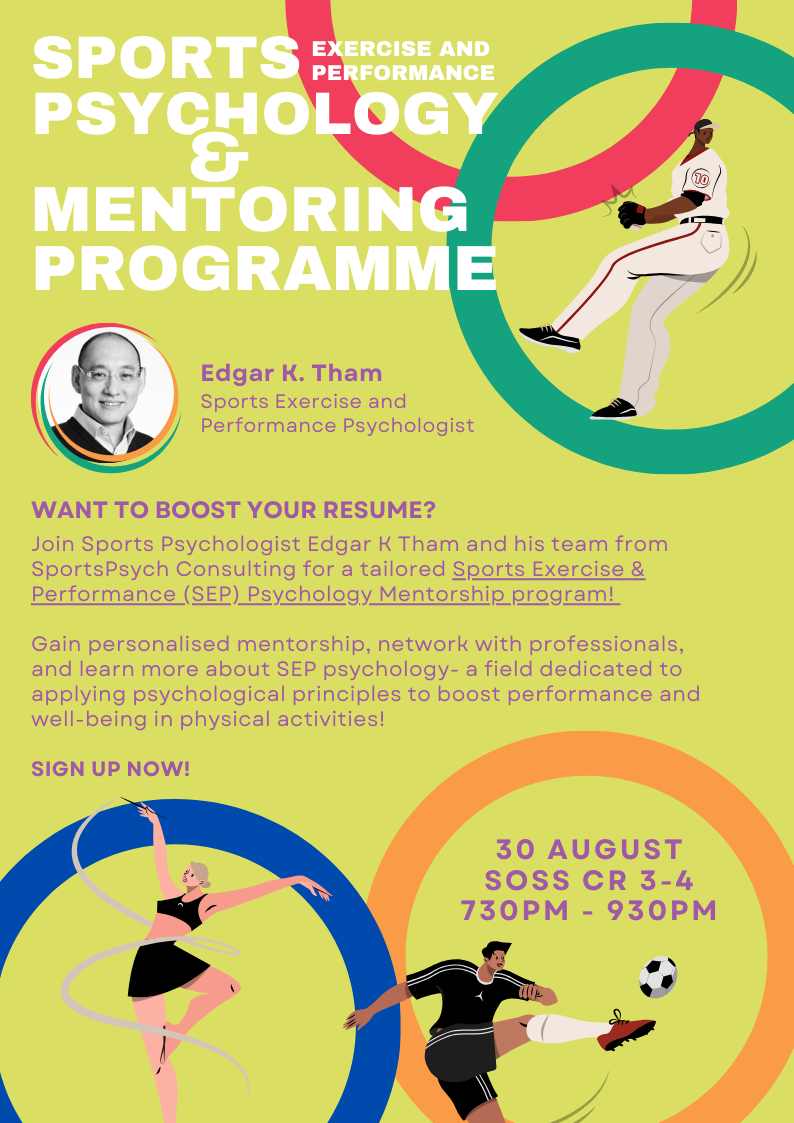 SPORTS EXERCISE AND
PERFORMANCE
PSYCHOLOGY
&
MENTORING
PROGRAMME
10
Edgar K. Tham
Sports Exercise and
Performance Psychologist
WANT TO BOOST YOUR RESUME?
Join Sports Psychologist Edgar K Tham and his team from
SportsPsych Consulting for a tailored Sports Exercise &
Performance (SEP) Psychology Mentorship program!
Gain personalised mentorship, network with professionals,
and learn more about SEP psychology- a field dedicated to
applying psychological principles to boost performance and
well-being in physical activities!
SIGN UP NOW!
30 AUGUST
SOSS CR 3-4
730PM - 930PM